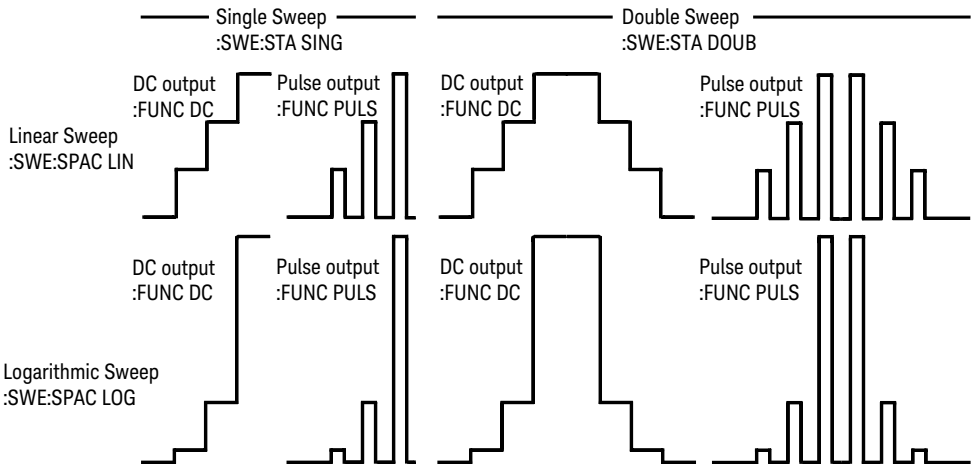 Single Sweep
:SWE:STA SING
Double Sweep
:SWE:STA DOUB
Linear Sweep
:SWE:SPAC LIN
DC output
:FUNC DC
Pulse output
:FUNC PULS
DC output
:FUNC DC
Pulse output
:FUNC PULS
Logarithmic Sweep
:SWE:SPAC LOG
DC output
:FUNC DC
Pulse output
:FUNC PULS
DC output
:FUNC DC
Pulse output
:FUNC PULS